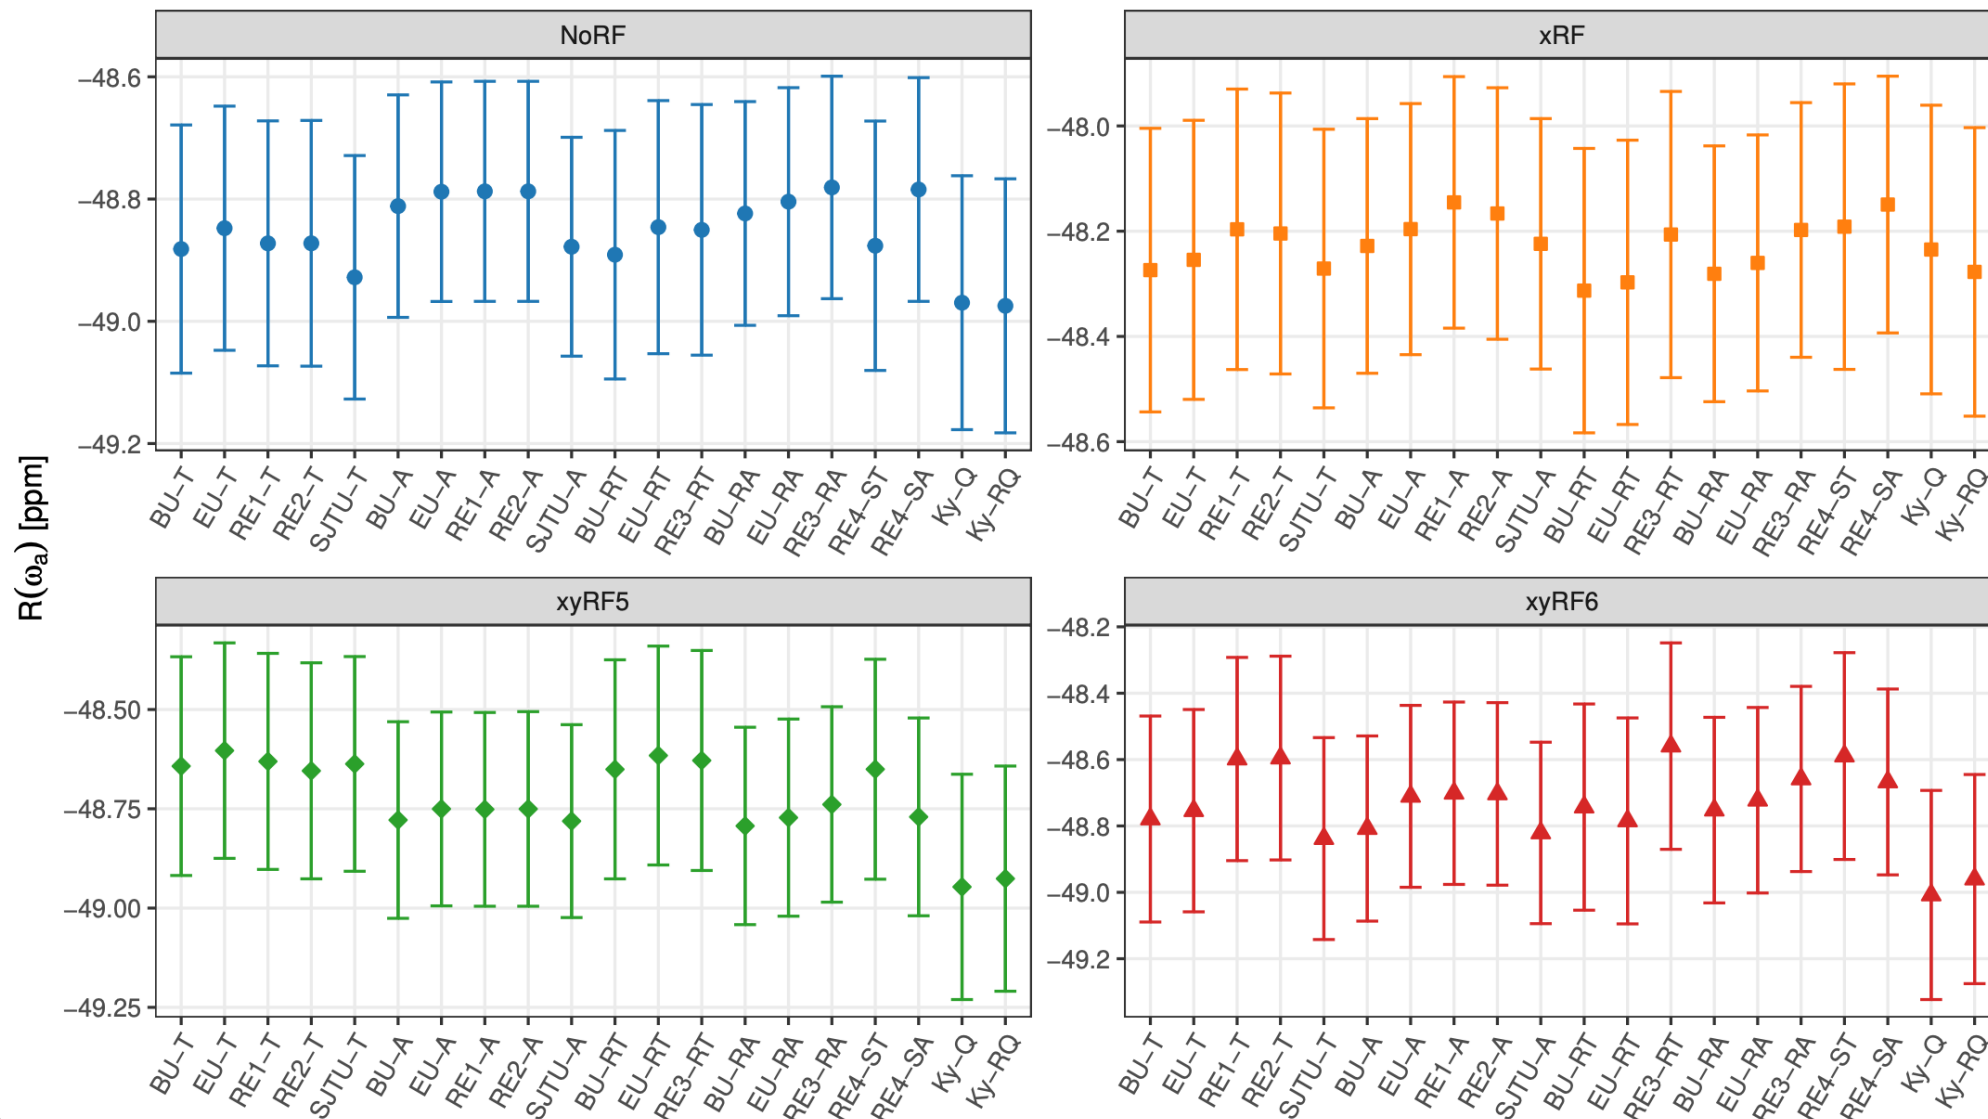 NoRF
−48.6
−48.8
−49.0
−49.2
BU−T
EU−T
RE1−T
RE2−T
SJTU−T
BU−A
EU−A
RE1−A
RE2−A
SJTU−A
BU−RT
EU−RT
RE3−RT
BU−RA
EU−RA
RE3−RA
RE4−ST
RE4−SA
Ky−Q
Ky−RQ
xRF
−48.0
−48.2
−48.4
−48.6
BU−T
EU−T
RE1−T
RE2−T
SJTU−T
BU−A
EU−A
RE1−A
RE2−A
SJTU−A
BU−RT
EU−RT
RE3−RT
BU−RA
EU−RA
RE3−RA
RE4−ST
RE4−SA
Ky−Q
Ky−RQ
R(ωa) [ppm]
xyRF5
−48.50
−48.75
−49.00
−49.25
BU−T
EU−T
RE1−T
RE2−T
SJTU−T
BU−A
EU−A
RE1−A
RE2−A
SJTU−A
BU−RT
EU−RT
RE3−RT
BU−RA
EU−RA
RE3−RA
RE4−ST
RE4−SA
Ky−Q
Ky−RQ
xyRF6
−48.2
−48.4
−48.6
−48.8
−49.0
−49.2
BU−T
EU−T
RE1−T
RE2−T
SJTU−T
BU−A
EU−A
RE1−A
RE2−A
SJTU−A
BU−RT
EU−RT
RE3−RT
BU−RA
EU−RA
RE3−RA
RE4−ST
RE4−SA
Ky−Q
Ky−RQ